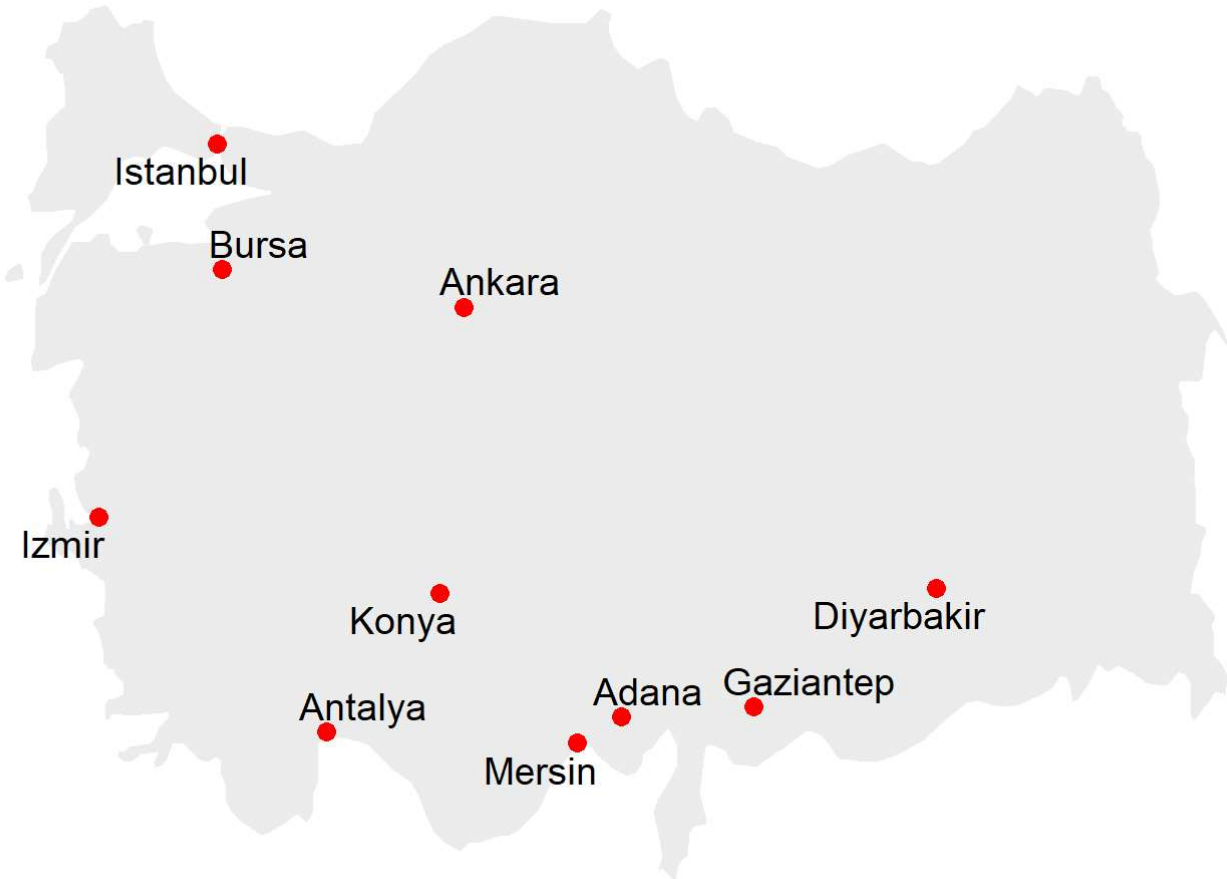 Istanbul
Bursa
Ankara
Izmir
Konya
Diyarbakir
Gaziantep
Adana
Antalya
Mersin